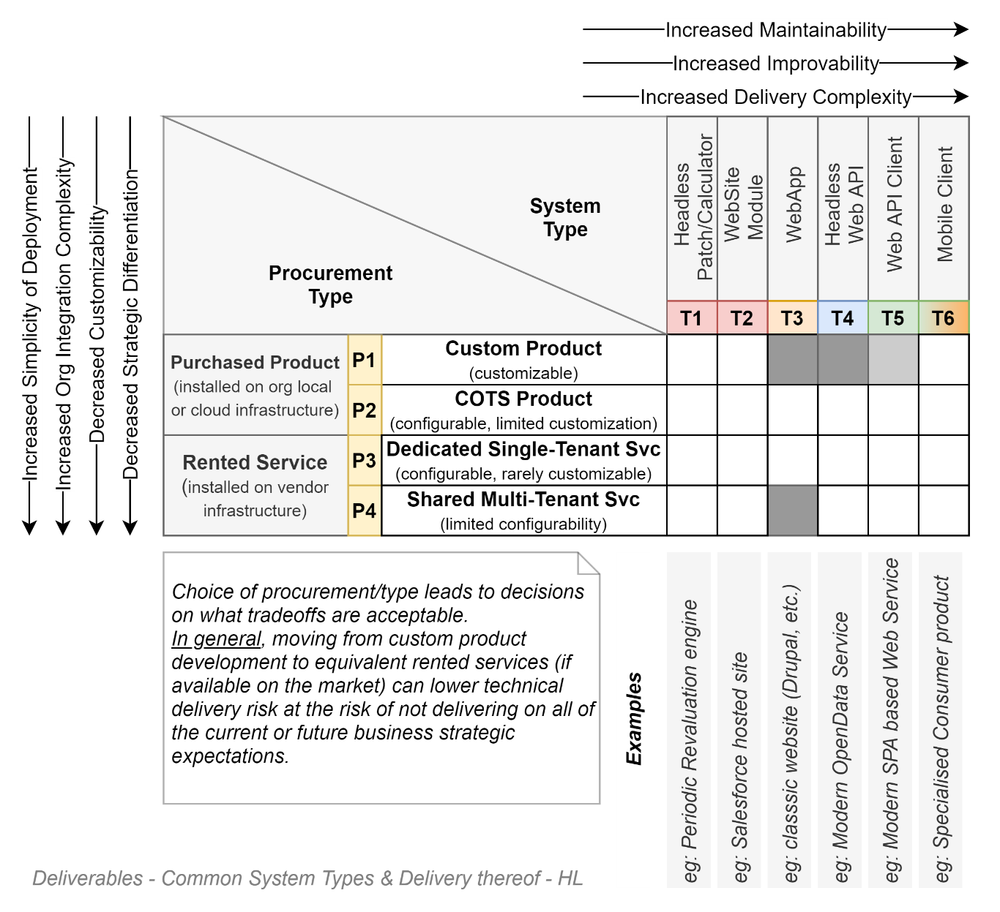 Increased Maintainability
Increased Improvability
Increased Delivery Complexity
Increased Simplicity of Deployment
Increased Org Integration Complexity
Decreased Customizability
Decreased Strategic Differentiation
System
Type
Procurement
Type
Headless
Patch/Calculator
WebSite
Module
WebApp
Headless
Web API
Web API Client
Mobile Client
T1
T2
T3
T4
T5
T6
Purchased Product
(installed on org local
or cloud infrastructure)
P1
Custom Product
(customizable)
P2
COTS Product
(configurable, limited customization)
Rented Service
(installed on vendor
infrastructure)
P3
Dedicated Single-Tenant Svc
(configurable, rarely customizable)
P4
Shared Multi-Tenant Svc
(limited configurability)
Choice of procurement/type leads to decisions
on what tradeoffs are acceptable.
In general, moving from custom product
development to equivalent rented services (if
available on the market) can lower technical
delivery risk at the risk of not delivering on all of
the current or future business strategic
expectations.
Examples
eg: Periodic Revaluation engine
eg: Salesforce hosted site
eg: classsic website (Drupal, etc.)
eg: Modern OpenData Service
eg: Modern SPA based Web Service
eg: Specialised Consumer product
Deliverables - Common System Types & Delivery thereof - HL